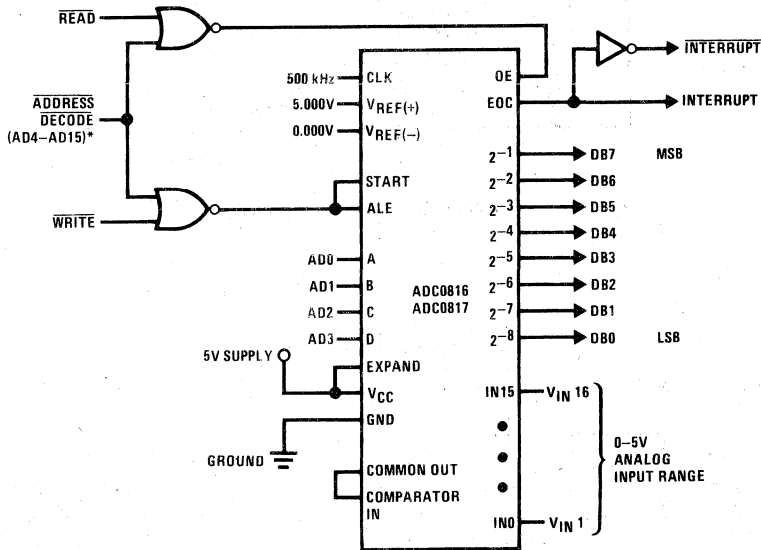 READ
ADDRESS
DECODE
(AD4–AD15)*
WRITE
500 kHz
CLK
5.000V
VREF(+)
0.000V
VREF(−)
START
ALE
AD0
A
AD1
B
AD2
C
AD3
D
5V SUPPLY
EXPAND
VCC
GND
GROUND
COMMON OUT
COMPARATOR
IN
ADC0816
ADC0817
OE
EOC
INTERRUPT
INTERRUPT
2−1
DB7
MSB
2−2
DB6
2−3
DB5
2−4
DB4
2−5
DB3
2−6
DB2
2−7
DB1
2−8
DB0
LSB
IN15
VIN 16
0–5V
ANALOG
INPUT RANGE
IN0
VIN 1